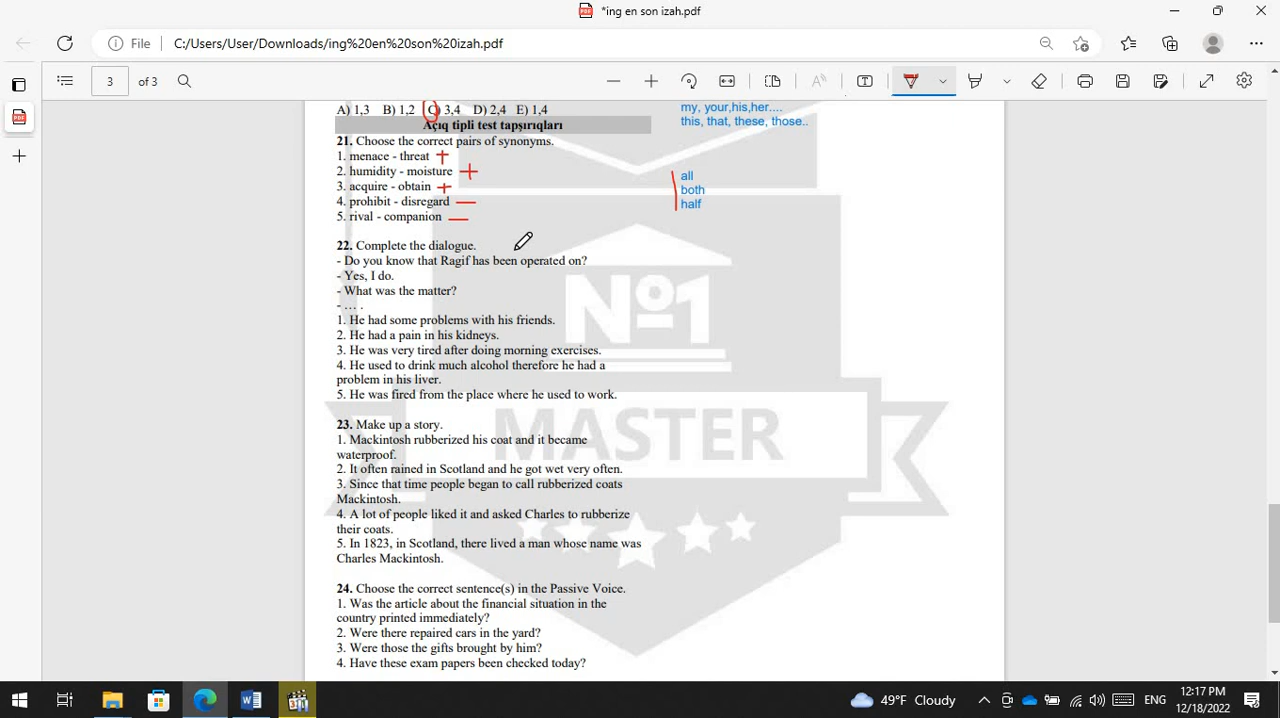 *ing en son izah.pdf
File C:/Users/User/Downloads/ing%20en%20son%20izah.pdf
3 of 3
A) 1,3 B) 1,2 C) 3,4 D) 2,4 E) 1,4
my, your,his,her....
Açıq tipli test tapşırıqları
this, that, these, those..
21. Choose the correct pairs of synonyms.
1. menace - threat
2. humidity - moisture
3. acquire - obtain
4. prohibit - disregard
5. rival - companion
all
both
half
22. Complete the dialogue.
- Do you know that Ragif has been operated on?
- Yes, I do.
- What was the matter?
- ... .
1. He had some problems with his friends.
2. He had a pain in his kidneys.
3. He was very tired after doing morning exercises.
4. He used to drink much alcohol therefore he had a
problem in his liver.
5. He was fired from the place where he used to work.
23. Make up a story.
1. Mackintosh rubberized his coat and it became
waterproof.
2. It often rained in Scotland and he got wet very often.
3. Since that time people began to call rubberized coats
Mackintosh.
4. A lot of people liked it and asked Charles to rubberize
their coats.
5. In 1823, in Scotland, there lived a man whose name was
Charles Mackintosh.
24. Choose the correct sentence(s) in the Passive Voice.
1. Was the article about the financial situation in the
country printed immediately?
2. Were there repaired cars in the yard?
3. Were those the gifts brought by him?
4. Have these exam papers been checked today?
№1
MASTER
49°F Cloudy
ENG
12:17 PM
12/18/2022